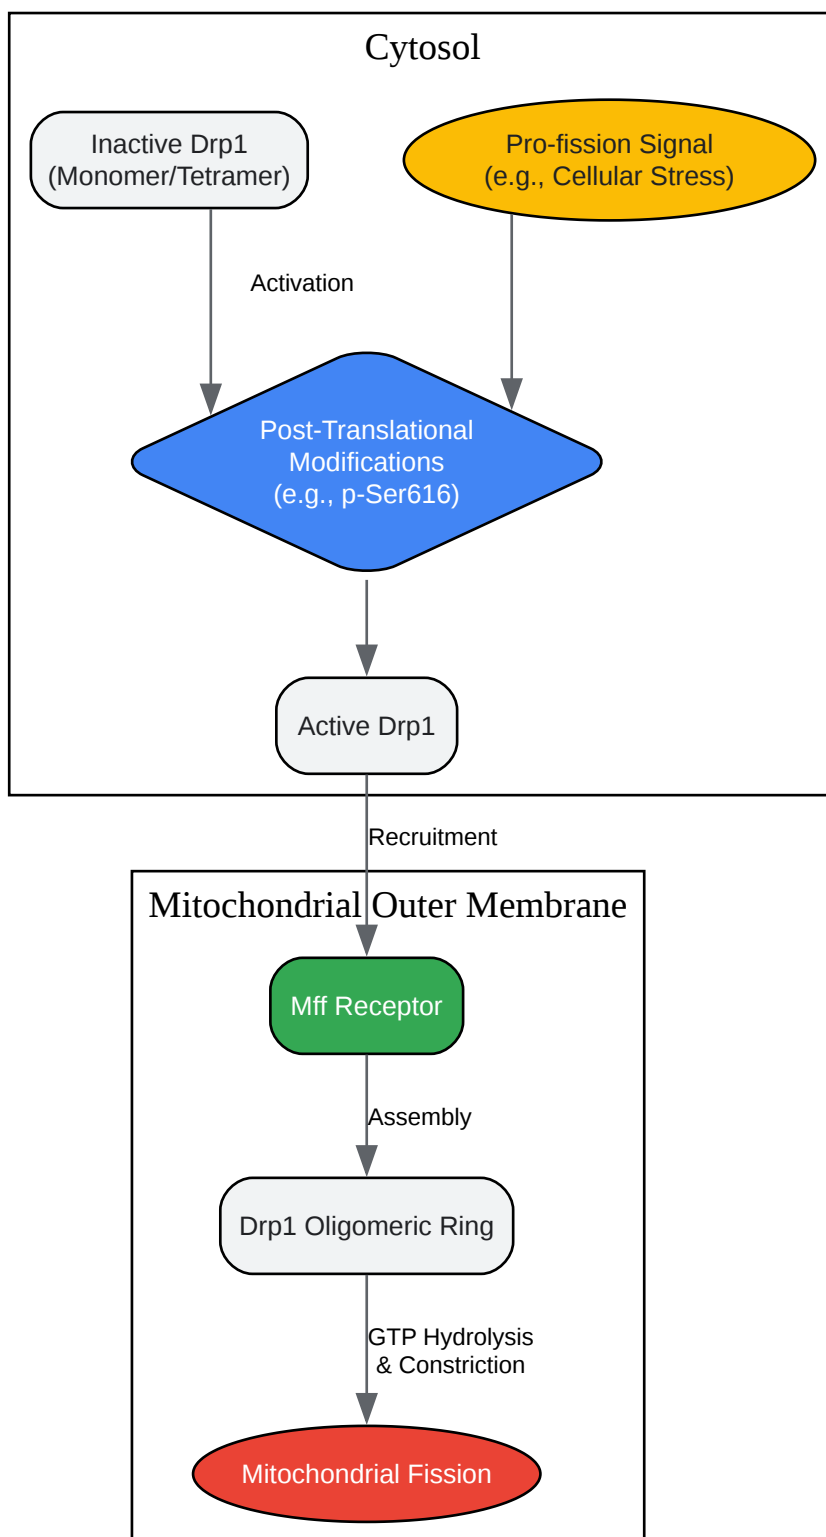 Cytosol
Inactive Drp1
(Monomer/Tetramer)
Pro-fission Signal
(e.g., Cellular Stress)
Activation
Post-Translational
Modifications
(e.g., p-Ser616)
Active Drp1
Recruitment
Mitochondrial Outer Membrane
Mff Receptor
Assembly
Drp1 Oligomeric Ring
GTP Hydrolysis
& Constriction
Mitochondrial Fission